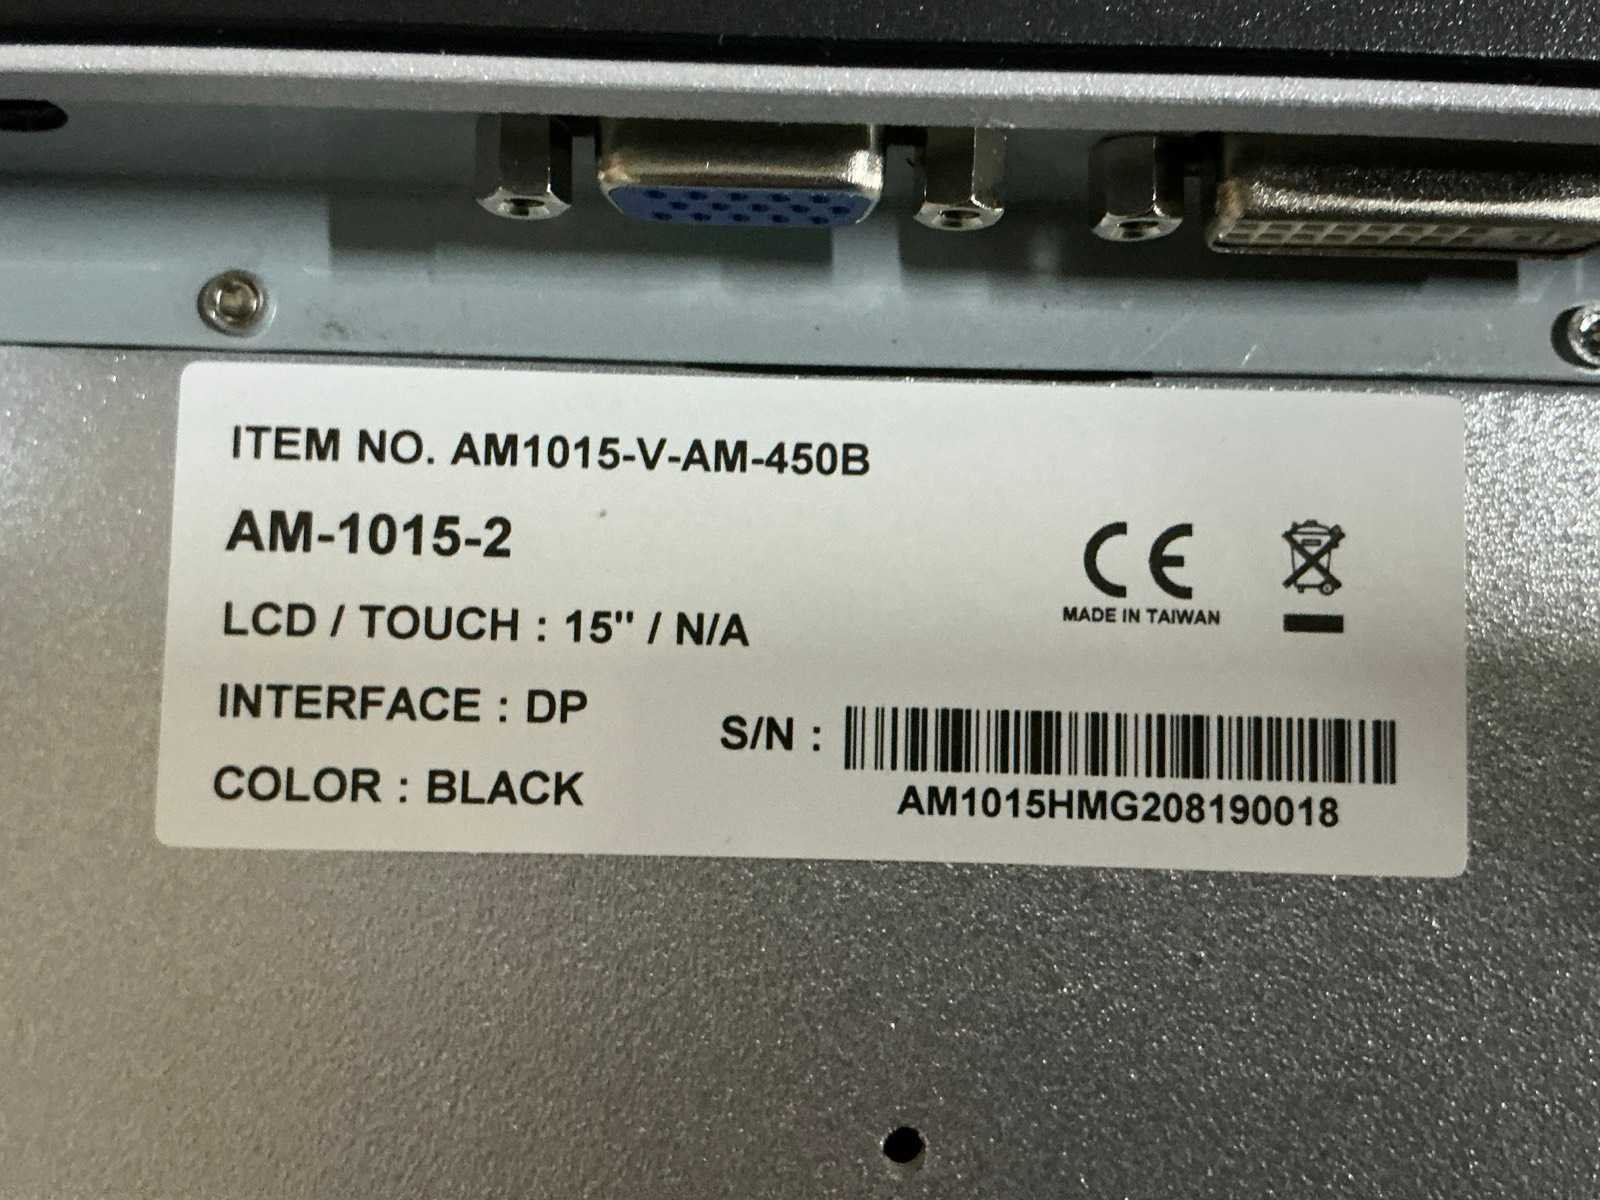 ITEM NO. AM1015-V-AM-450B
AM-1015-2
LCD / TOUCH : 15" / N/A
CE
MADE IN TAIWAN
INTERFACE : DP
S/N :
COLOR : BLACK
AM1015HMG208190018